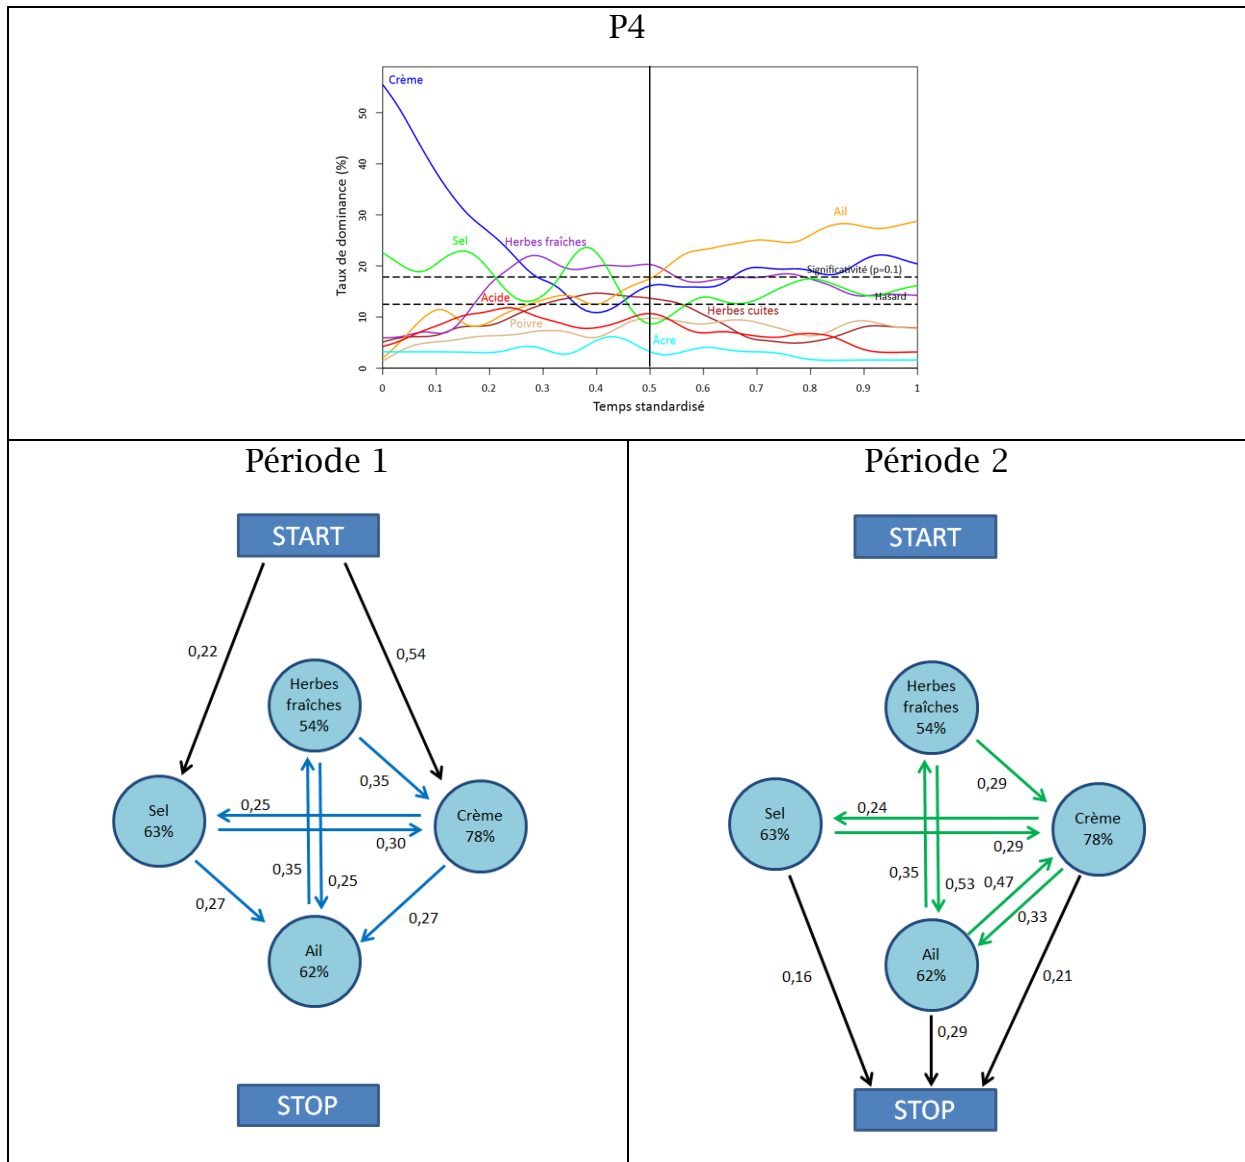 P4
Crème
Sel
Herbes fraîches
Ail
Significativité (p=0.1)
Hasard
Acide
Poivre
Herbes cuites
Âcre
Taux de dominance (%)
0
10
20
30
40
50
0
0.1
0.2
0.3
0.4
0.5
0.6
0.7
0.8
0.9
1
Temps standardisé
Période 1
START
0,22
0,54
Herbes
fraîches
54%
0,35
Sel
63%
0,25
0,30
Crème
78%
0,35
0,25
0,27
0,27
Ail
62%
STOP
Période 2
START
Herbes
fraîches
54%
0,29
Sel
63%
0,24
0,29
Crème
78%
0,35
0,53
0,47
0,33
Ail
62%
0,16
0,29
0,21
STOP